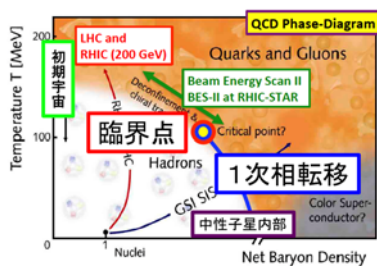 QCD Phase-Diagram
Temperature T [MeV]
200
100
初期宇宙
LHC and
RHIC (200 GeV)
Quarks and Gluons
Deconfinement &
chiral
Beam Energy Scan II
BES-II at RHIC-STAR
臨界点
Critical point?
Hadrons
1次相転移
GSI SIS
中性子星内部
Color Super-
conductor?
Nuclei
1
Net Baryon Density